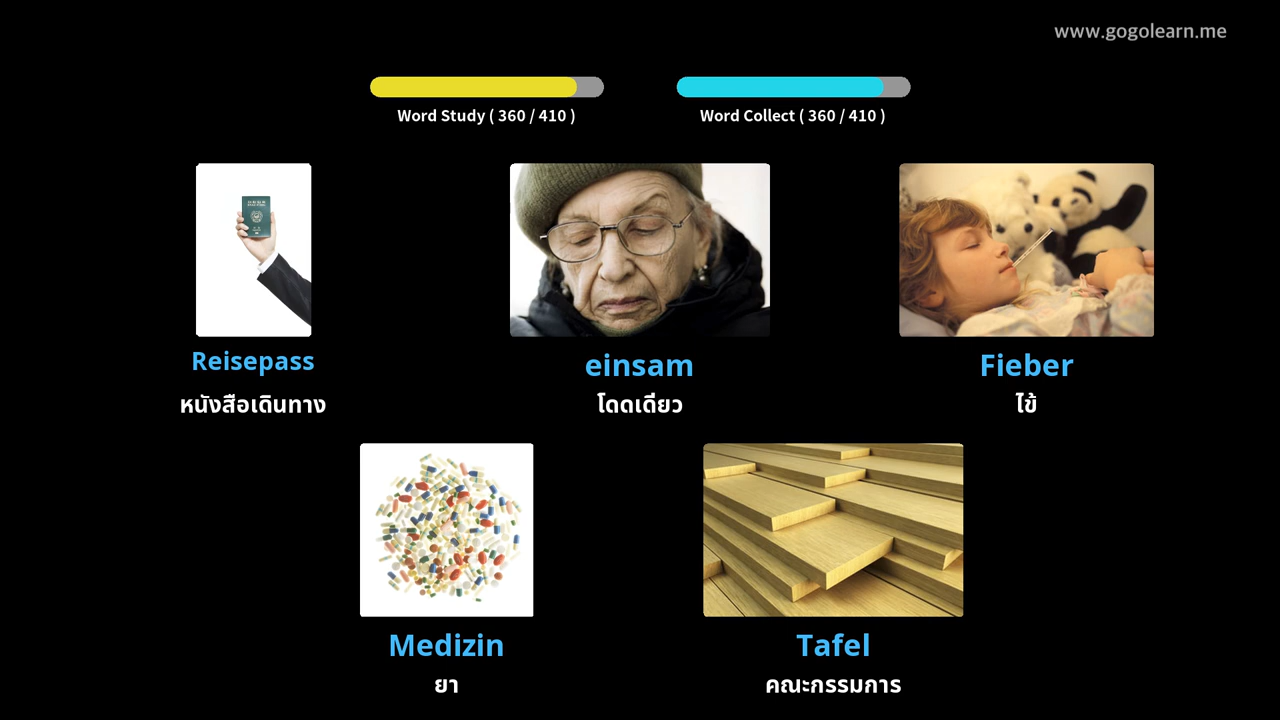 www.gogolearn.me
Word Study ( 360 / 410 )
Word Collect ( 360 / 410 )
Reisepass
einsam
Fieber
หนังสือเดินทาง
โดดเดี่ยว
ไข้
Medizin
Tafel
ยา
คณะกรรมการ